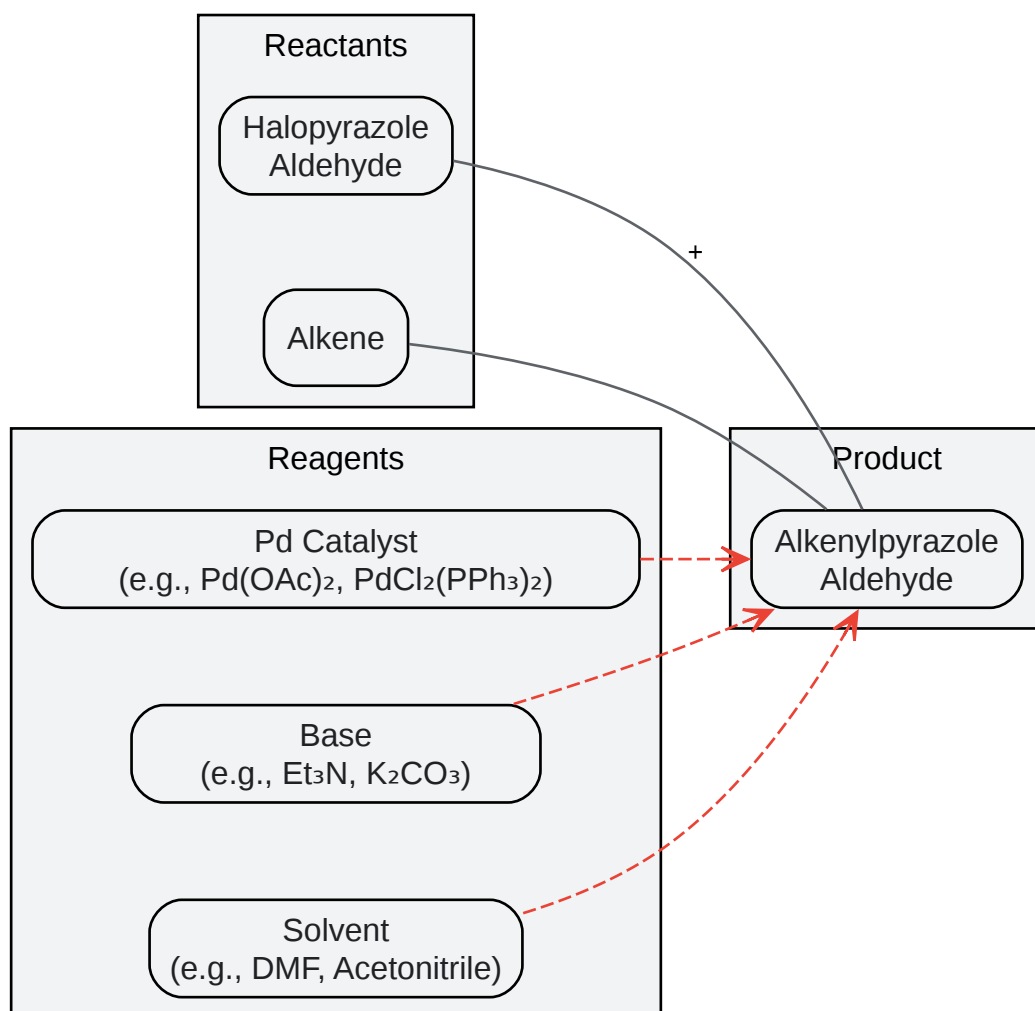 Reactants
Halopyrazole
Aldehyde
+
Alkene
Reagents
Product
Pd Catalyst
(e.g., Pd(OAc)₂, PdCl₂(PPh₃)₂)
Alkenylpyrazole
Aldehyde
Base
(e.g., Et₃N, K₂CO₃)
Solvent
(e.g., DMF, Acetonitrile)